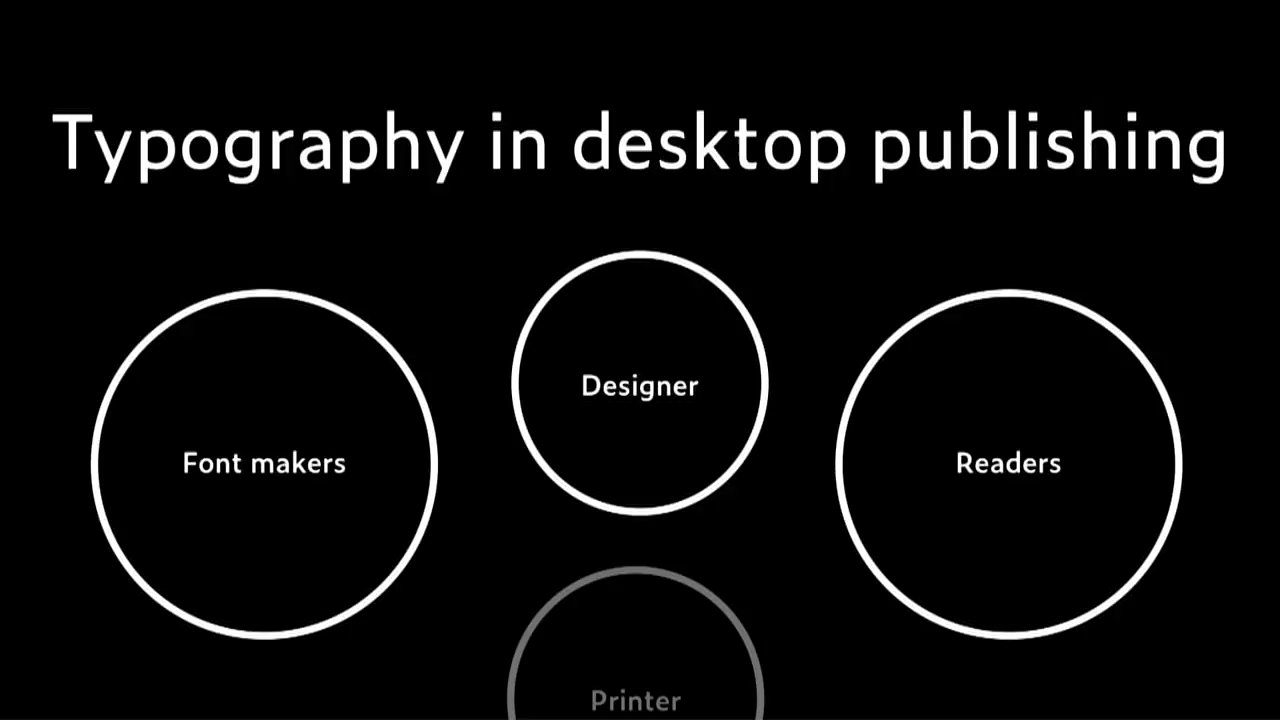 Typography in desktop publishing
Designer
Font makers
Readers
Printer